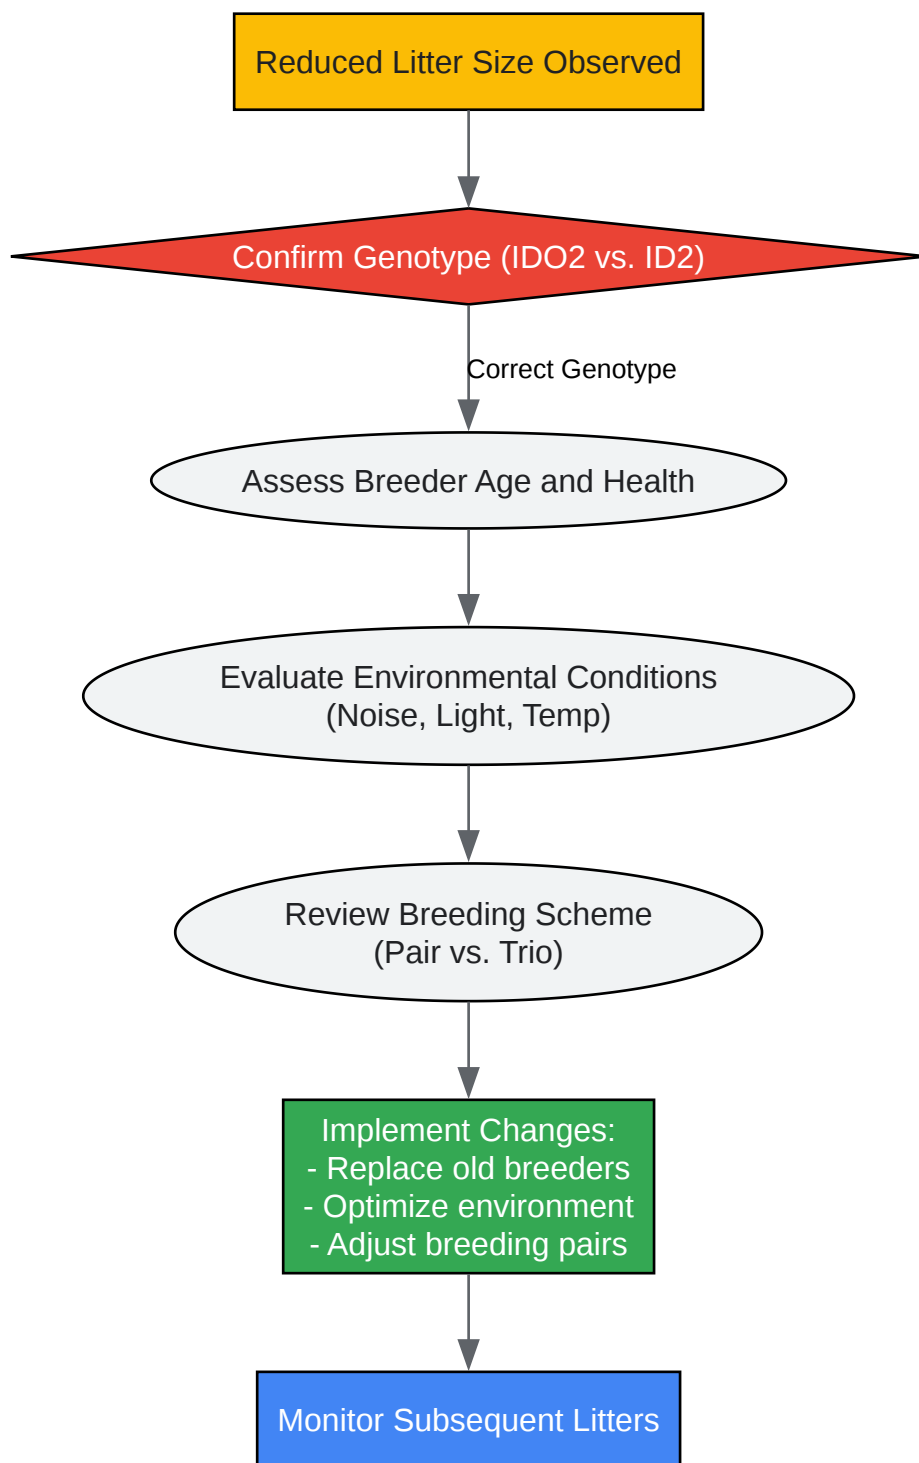 Reduced Litter Size Observed
Confirm Genotype (IDO2 vs. ID2)
Correct Genotype
Assess Breeder Age and Health
Evaluate Environmental Conditions
(Noise, Light, Temp)
Review Breeding Scheme
(Pair vs. Trio)
Implement Changes:
- Replace old breeders
- Optimize environment
- Adjust breeding pairs
Monitor Subsequent Litters